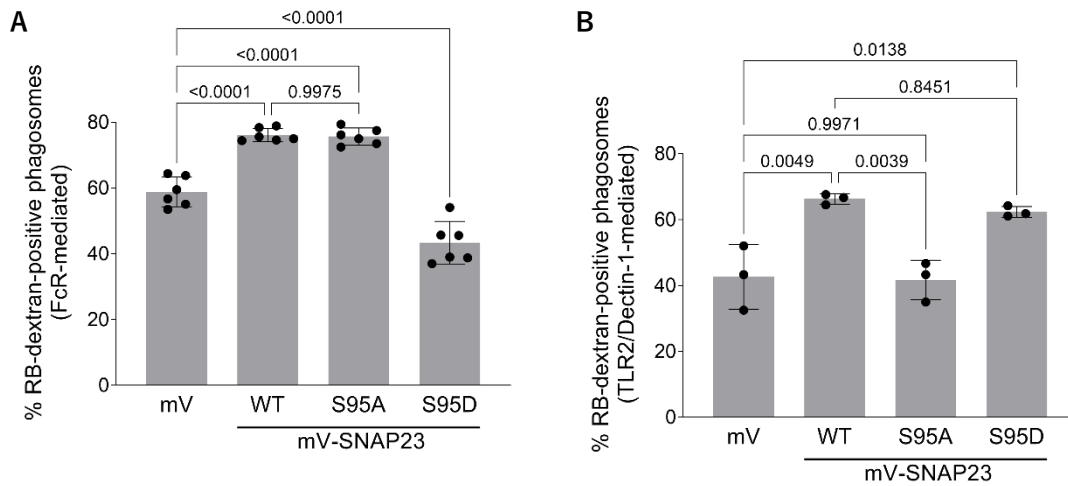 A
% RB-dextran-positive phagosomes
(FcR-mediated)
<0.0001
<0.0001
<0.0001
0.9975
80
60
40
20
0
mV
WT
S95A
S95D
mV-SNAP23
B
% RB-dextran-positive phagosomes
(TLR2/Dectin-1-mediated)
0.0138
0.8451
0.9971
0.0049
0.0039
80
60
40
20
0
mV
WT
S95A
S95D
mV-SNAP23